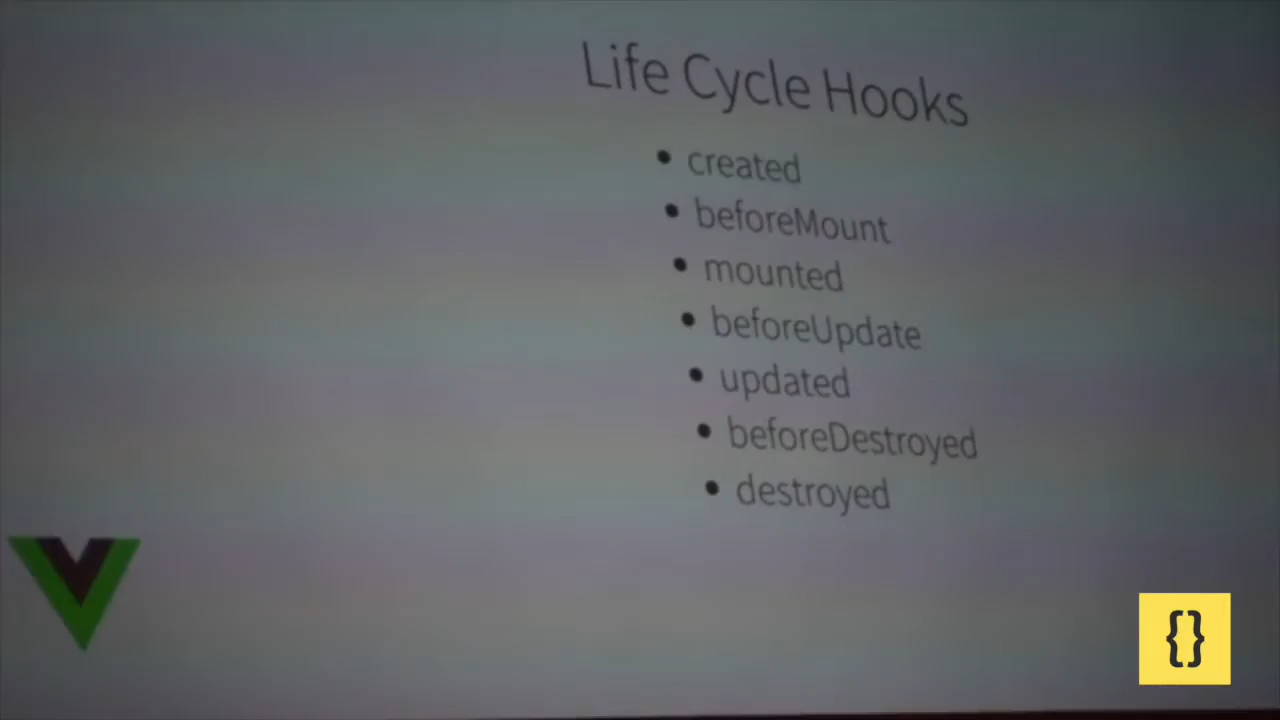 Life Cycle Hooks
• created
• beforeMount
• mounted
• beforeUpdate
• updated
• beforeDestroyed
• destroyed
{}